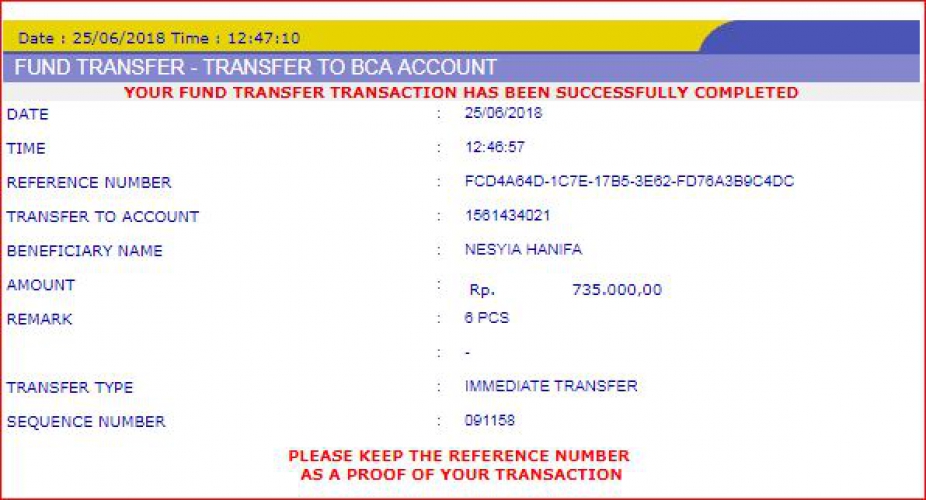 Date : 25/06/2018 Time : 12:47:10
FUND TRANSFER - TRANSFER TO BCA ACCOUNT
YOUR FUND TRANSFER TRANSACTION HAS BEEN SUCCESSFULLY COMPLETED
DATE : 25/06/2018
TIME : 12:46:57
REFERENCE NUMBER : FCD4A64D-1C7E-17B5-3E62-FD76A3B9C4DC
TRANSFER TO ACCOUNT : 1561434021
BENEFICIARY NAME : NESYIA HANIFA
AMOUNT : Rp. 735.000,00
REMARK : 6 PCS
: -
TRANSFER TYPE : IMMEDIATE TRANSFER
SEQUENCE NUMBER : 091158
PLEASE KEEP THE REFERENCE NUMBER
AS A PROOF OF YOUR TRANSACTION